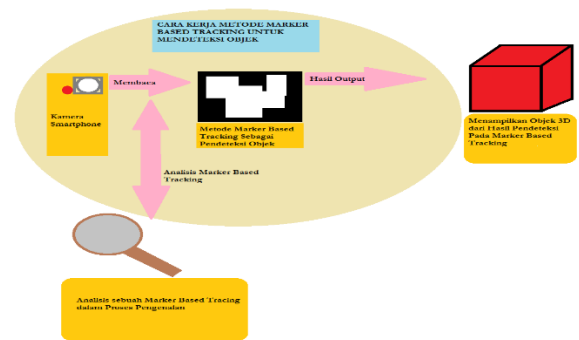 CARA KERJA METODE MARKER
BASED TRACKING UNTUK
MENDETEKSI OBJEK
Membaca
Hasil Output
Kamera
Smartphone
Metode Marker Based
Tracking Sebagai
Pendeteksi Objek
Menampilkan Objek 3D
dari Hasil Pendeteksi
Pada Marker Based
Tracking
Analisis Marker Based
Tracking
Analisis sebuah Marker Based Tracing
dalam Proses Pengenalan